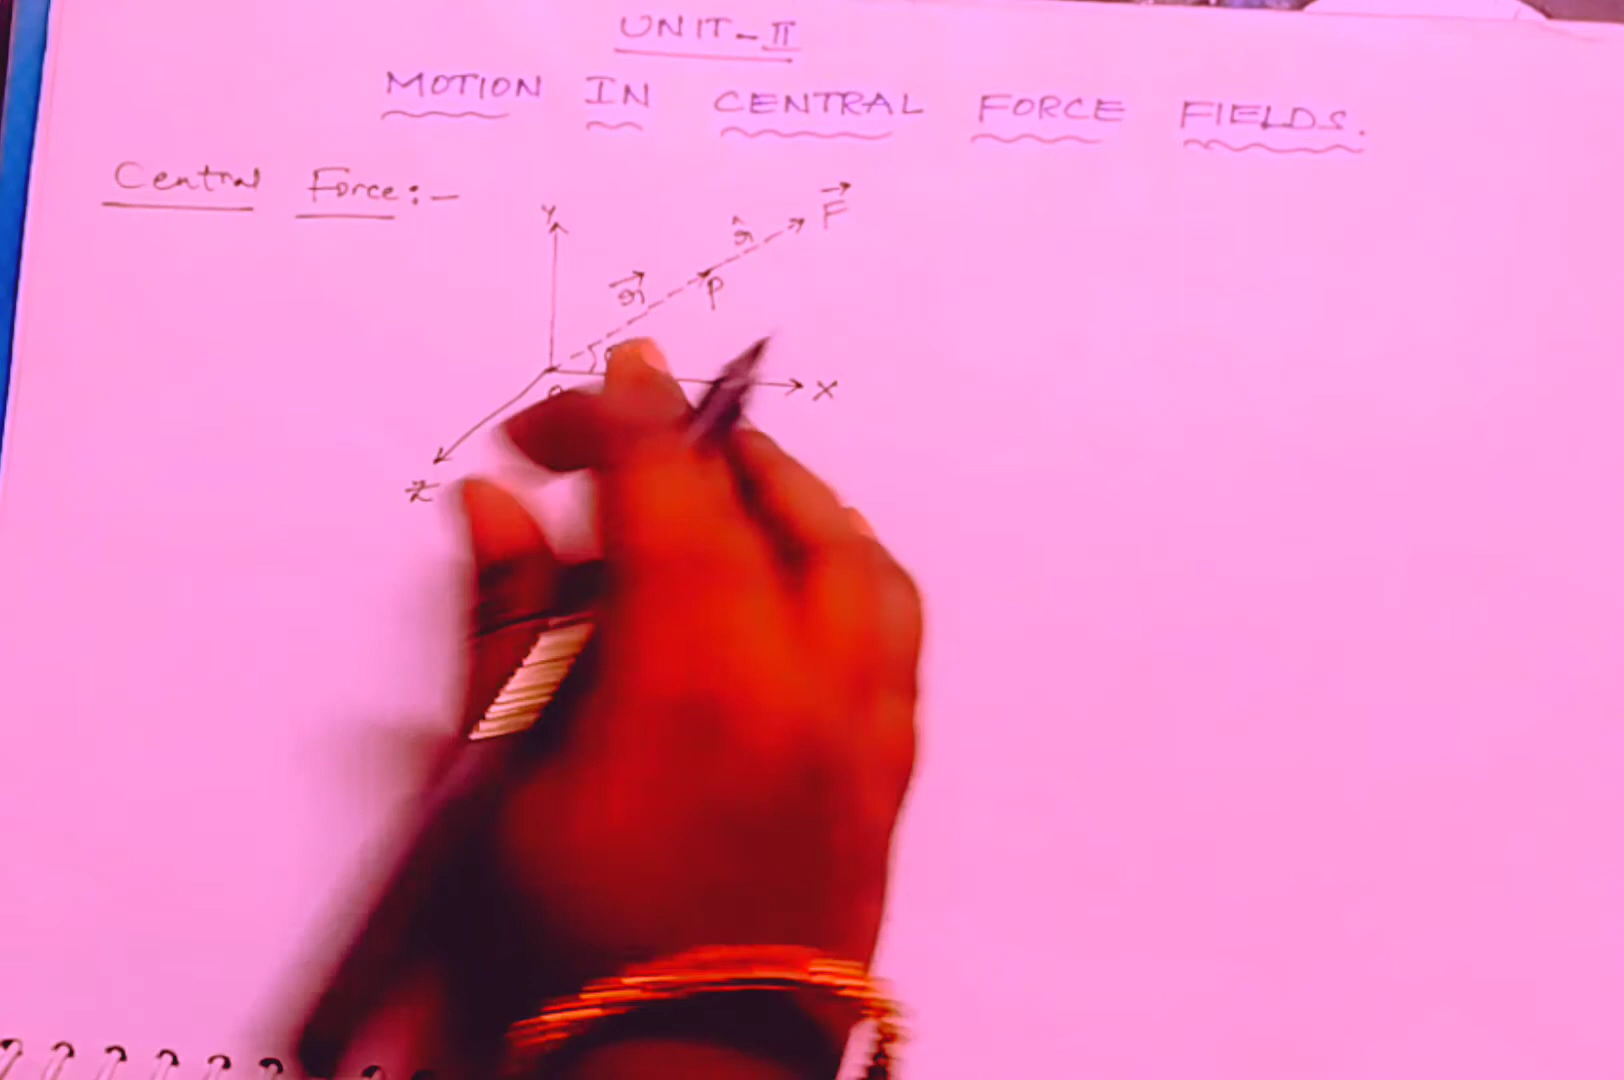 UNIT-II
MOTION IN CENTRAL FORCE FIELDS.
Central Force:-
Y
F
r̂
r
P
X
Z